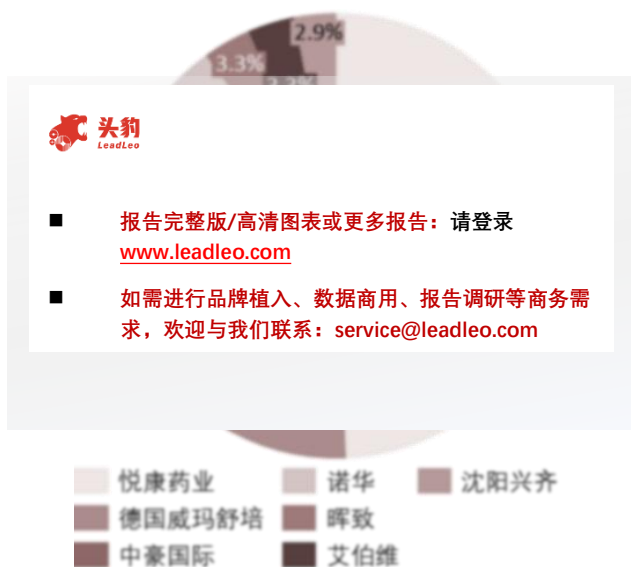 2.9%
3.3%
头豹
LeadLeo
■ 报告完整版/高清图表或更多报告：请登录
www.leadleo.com
■ 如需进行品牌植入、数据商用、报告调研等商务需
求，欢迎与我们联系：service@leadleo.com
悦康药业 诺华 沈阳兴齐
德国威玛舒培 晖致
中豪国际 艾伯维